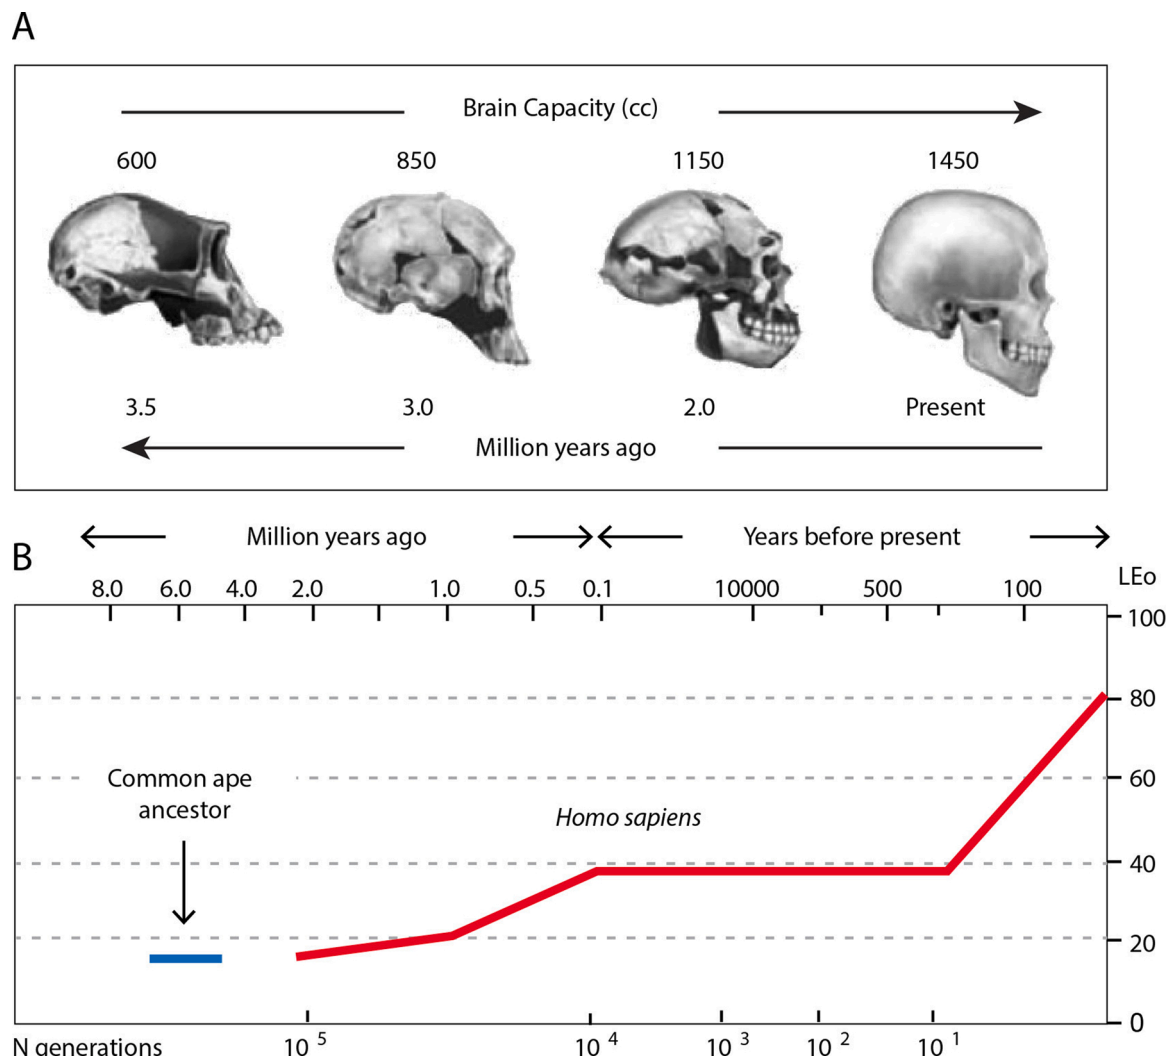 A
Brain Capacity (cc)
600 850 1150 1450
3.5 3.0 2.0 Present
Million years ago
Million years ago Years before present
B
8.0 6.0 4.0 2.0 1.0 0.5 0.1 10000 500 100 LEo
100
80
60
Common ape
ancestor
Homo sapiens
40
20
0
N generations 10 5 10 4 10 3 10 2 10 1